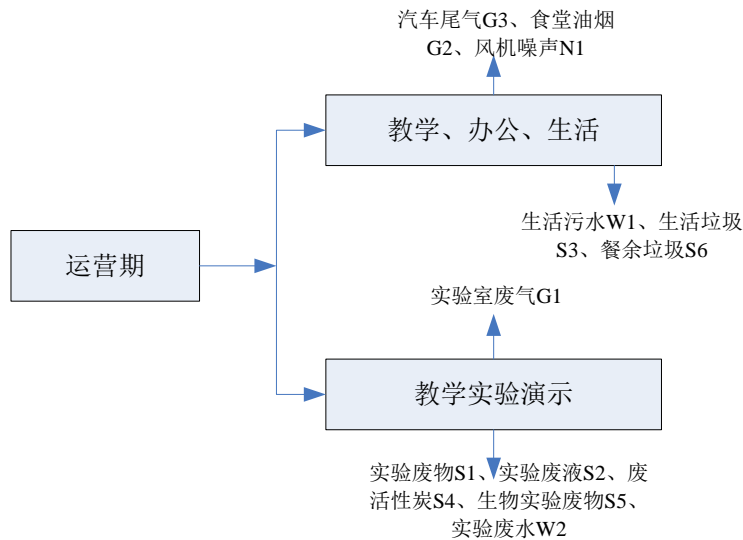 汽车尾气G3、食堂油烟
G2、风机噪声N1
教学、办公、生活
生活污水W1、生活垃圾
S3、餐余垃圾S6
运营期
实验室废气G1
教学实验演示
实验废物S1、实验废液S2、废
活性炭S4、生物实验废物S5、
实验废水W2